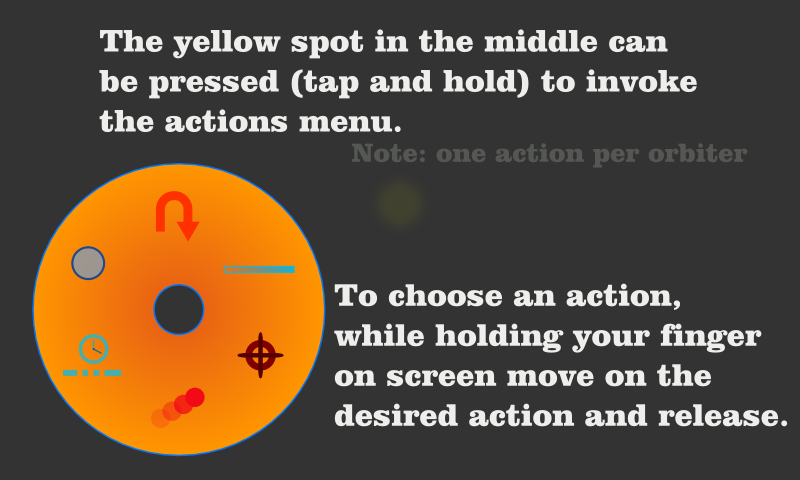 The yellow spot in the middle can
be pressed (tap and hold) to invoke
the actions menu.
Note: one action per orbiter
To choose an action,
while holding your finger
on screen move on the
desired action and release.